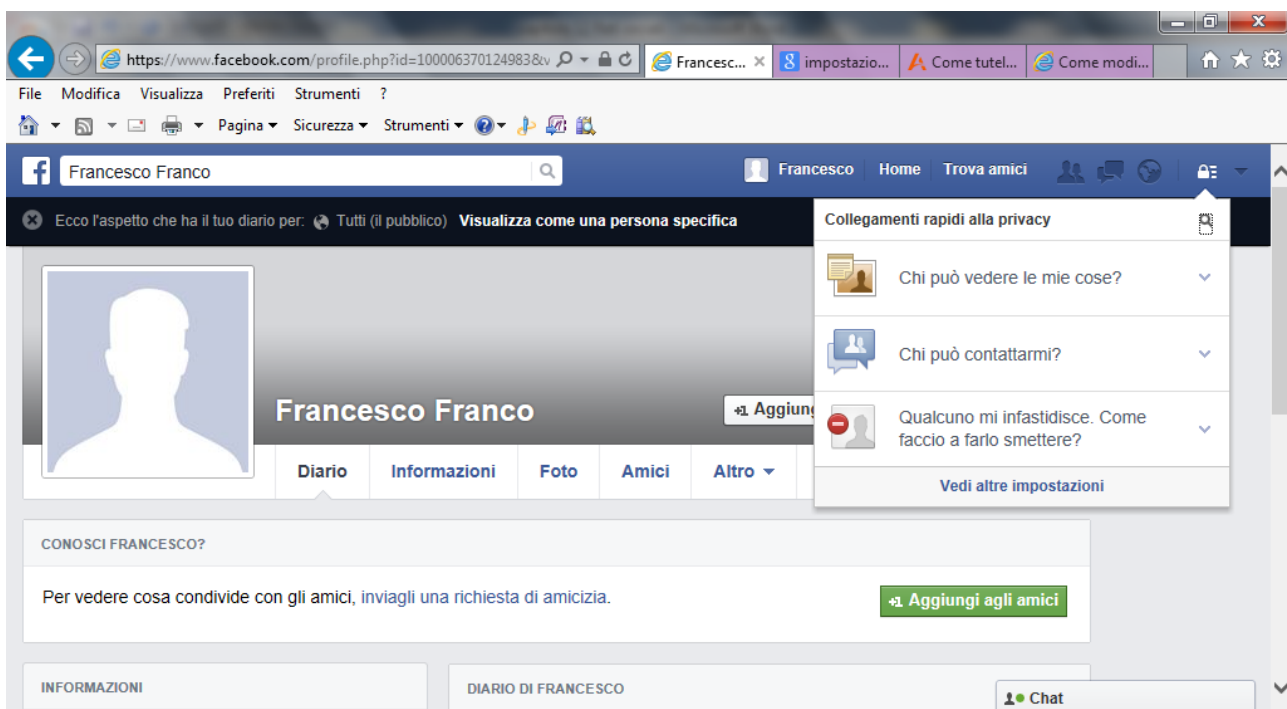 https://www.facebook.com/profile.php?id=100006370124983&v
Francesc...
impostazio...
Come tutel...
Come modi...
File Modifica Visualizza Preferiti Strumenti ?
Pagina Sicurezza Strumenti
Francesco Franco
Francesco Home Trova amici
Ecco l'aspetto che ha il tuo diario per: Tutti (il pubblico) Visualizza come una persona specifica
Collegamenti rapidi alla privacy
Chi può vedere le mie cose?
Chi può contattarmi?
Qualcuno mi infastidisce. Come
faccio a farlo smettere?
Vedi altre impostazioni
Francesco Franco
+1 Aggiung
Diario Informazioni Foto Amici Altro
CONOSCI FRANCESCO?
Per vedere cosa condivide con gli amici, inviagli una richiesta di amicizia.
+1 Aggiungi agli amici
INFORMAZIONI
DIARIO DI FRANCESCO
Chat